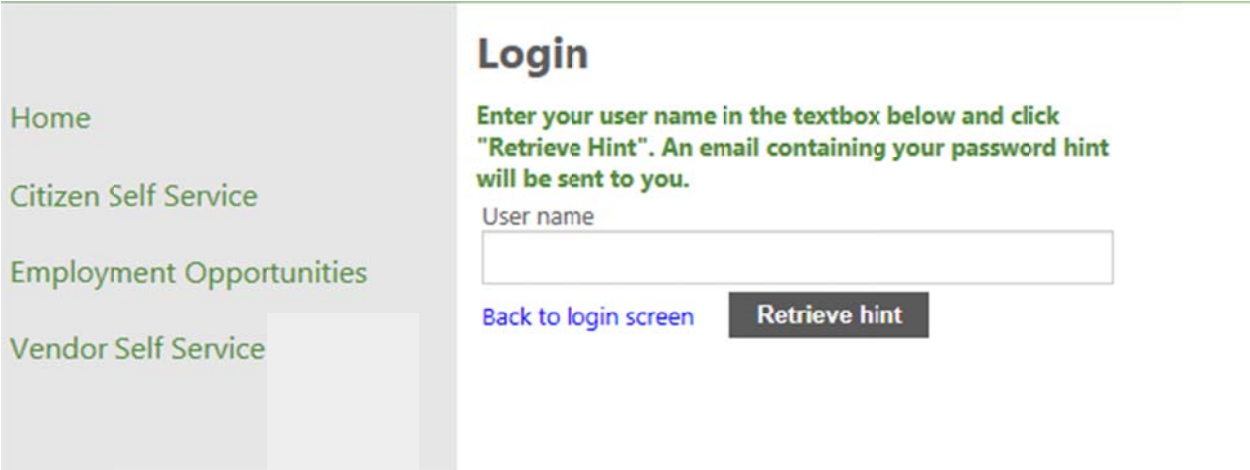 Home
Citizen Self Service
Employment Opportunities
Vendor Self Service
Login
Enter your user name in the textbox below and click
"Retrieve Hint". An email containing your password hint
will be sent to you.
User name
Back to login screen
Retrieve hint